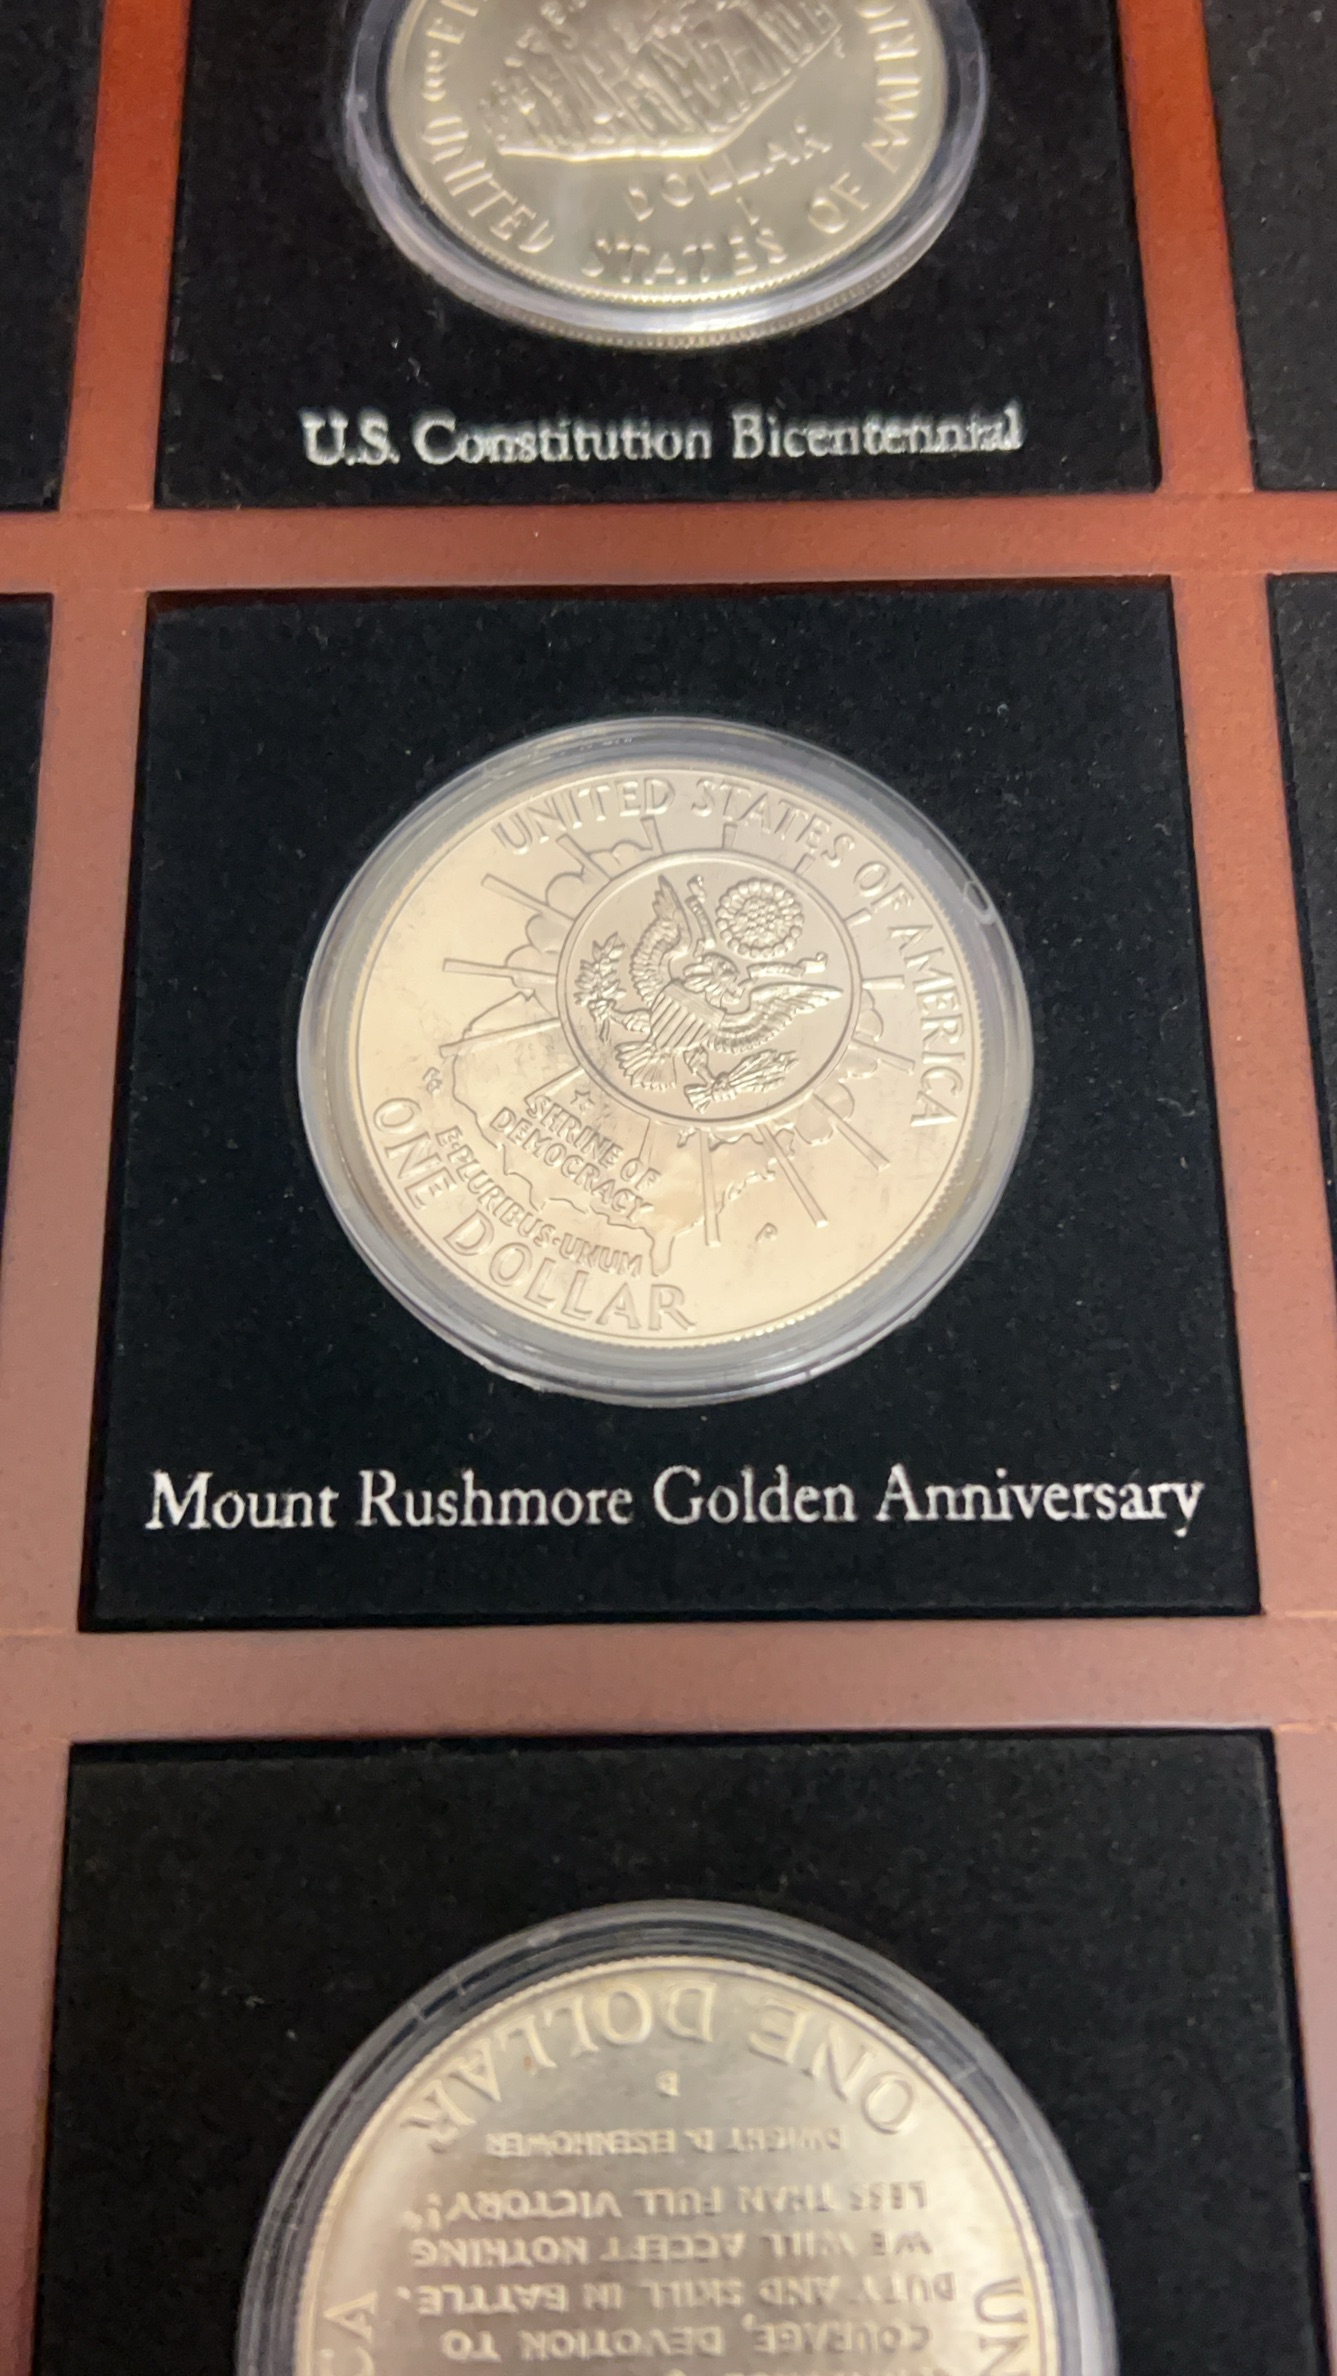 UNITED STATES OF AMERICA
DOLLAR 1
U.S. Constitution Bicentennial
UNITED STATES OF AMERICA
SHRINE OF
DEMOCRACY
E·PLURIBUS·UNUM
ONE DOLLAR
P
Mount Rushmore Golden Anniversary
COURAGE, DEVOTION TO
DUTY AND SKILL IN BATTLE.
WE WILL ACCEPT NOTHING
LESS THAN FULL VICTORY!"
DWIGHT D. EISENHOWER
D
ONE DOLLAR